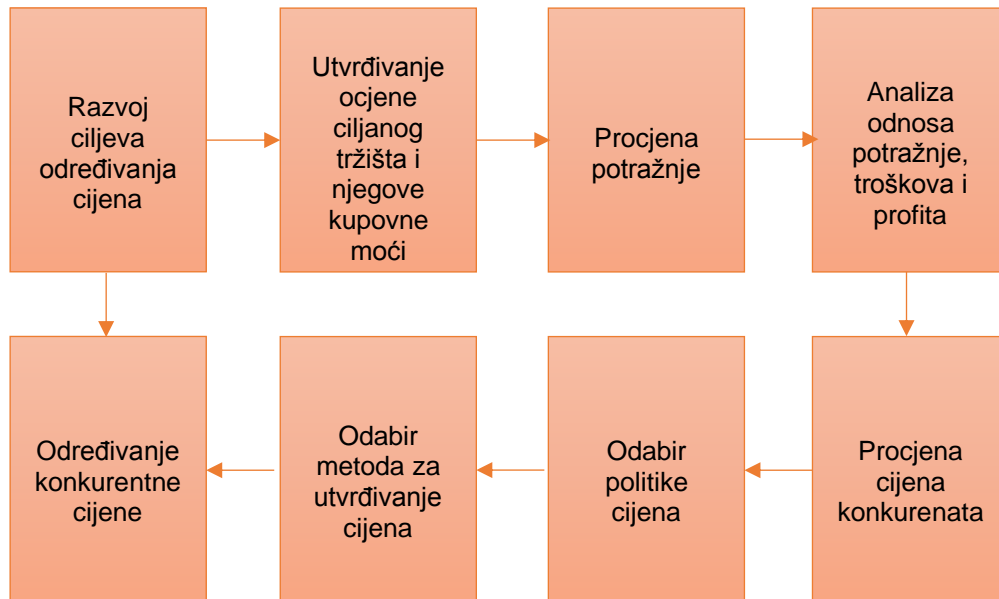 Razvoj
ciljeva
određivanja
cijena
Utvrđivanje
ocjene
ciljanog
tržišta i
njegove
kupovne
moći
Procjena
potražnje
Analiza
odnosa
potražnje,
troškova i
profita
Određivanje
konkurentne
cijene
Odabir
metoda za
utvrđivanje
cijena
Odabir
politike
cijena
Procjena
cijena
konkurenata